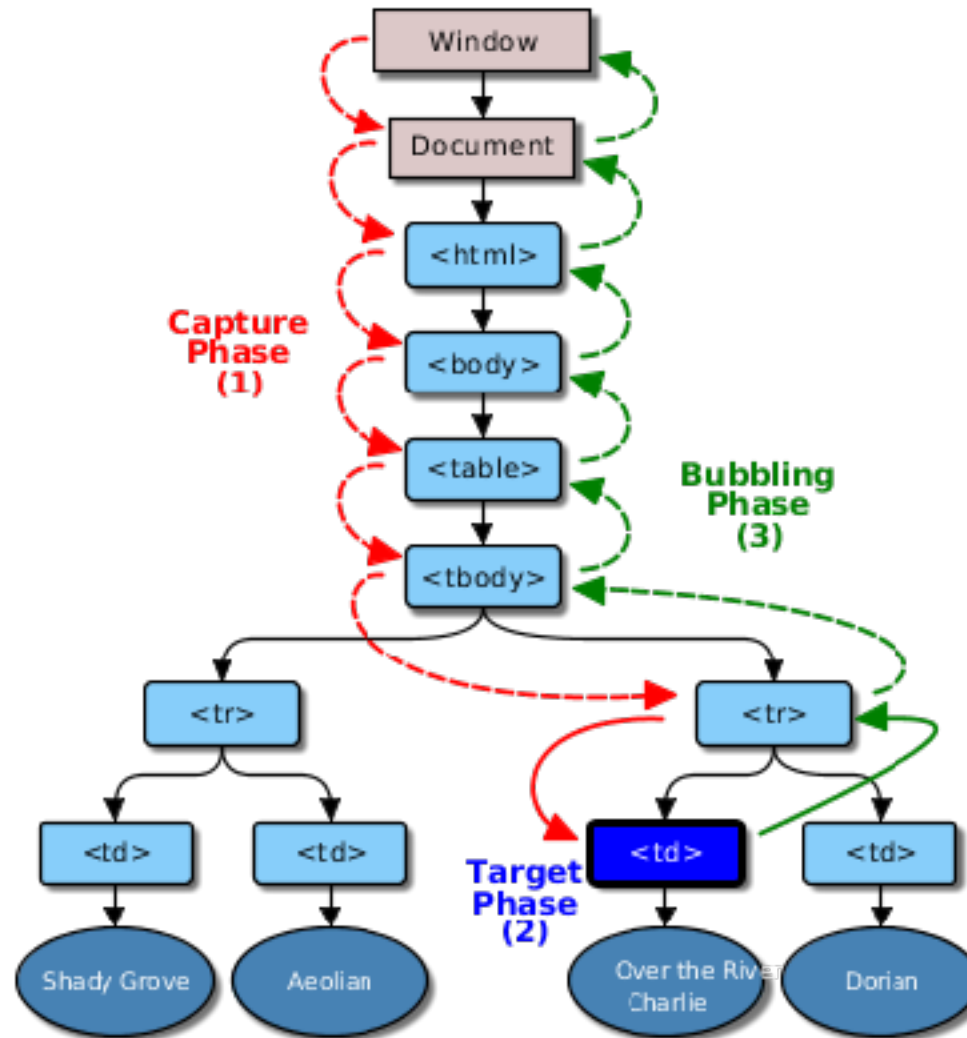 Window
Document
<html>
Capture
Phase
(1)
<body>
<table>
Bubbling
Phase
(3)
<tbody>
<tr>
<tr>
<td>
<td>
<td>
<td>
Target
Phase
(2)
Shady Grove
Aeolian
Over the River
Charlie
Dorian